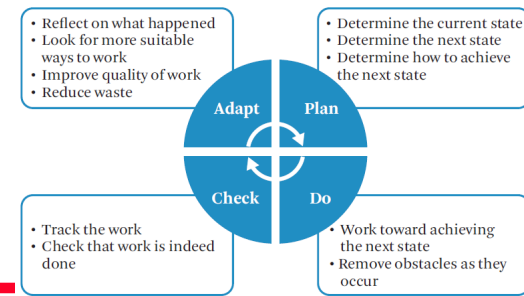 • Reflect on what happened
• Look for more suitable
ways to work
• Improve quality of work
• Reduce waste
• Determine the current state
• Determine the next state
• Determine how to achieve
the next state
Adapt
Plan
Check
Do
• Track the work
• Check that work is indeed
done
• Work toward achieving
the next state
• Remove obstacles as they
occur